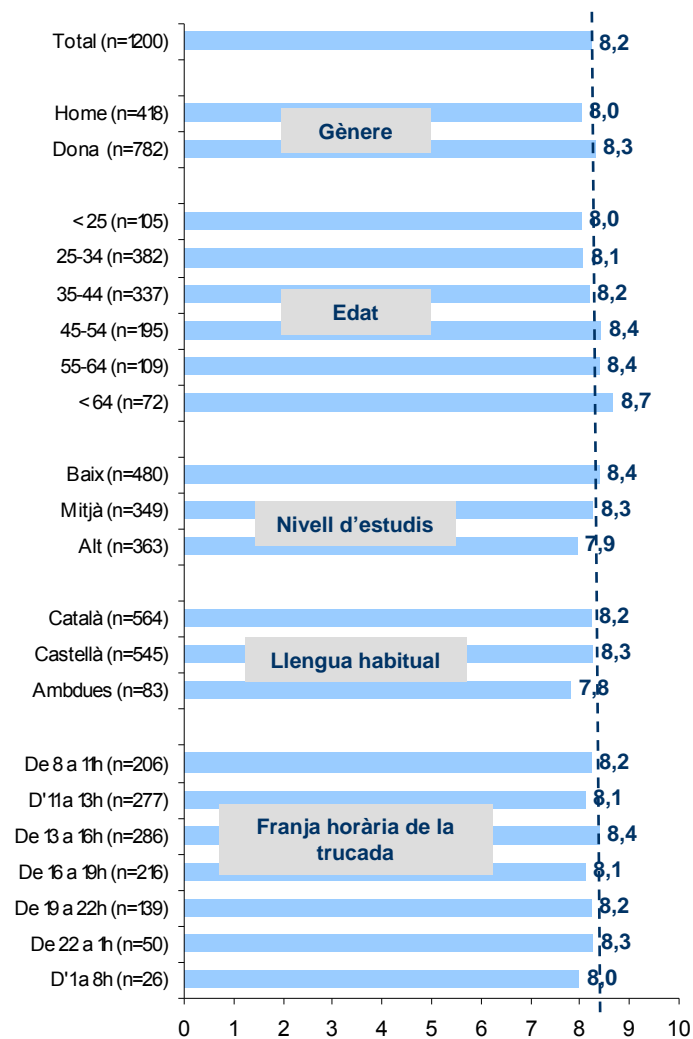 Total (n=1200) 8,2
Home (n=418) 8,0
Gènere
Dona (n=782) 8,3
< 25 (n=105) 8,0
25-34 (n=382) 8,1
35-44 (n=337) 8,2
Edat
45-54 (n=195) 8,4
55-64 (n=109) 8,4
< 64 (n=72) 8,7
Baix (n=480) 8,4
Mitjà (n=349) 8,3
Nivell d’estudis
Alt (n=363) 7,9
Català (n=564) 8,2
Castellà (n=545) 8,3
Llengua habitual
Ambdues (n=83) 7,8
De 8 a 11h (n=206) 8,2
D'11a 13h (n=277) 8,1
Franja horària de la
trucada
De 13 a 16h (n=286) 8,4
De 16 a 19h (n=216) 8,1
De 19 a 22h (n=139) 8,2
De 22 a 1h (n=50) 8,3
D'1a 8h (n=26) 8,0
0 1 2 3 4 5 6 7 8 9 10